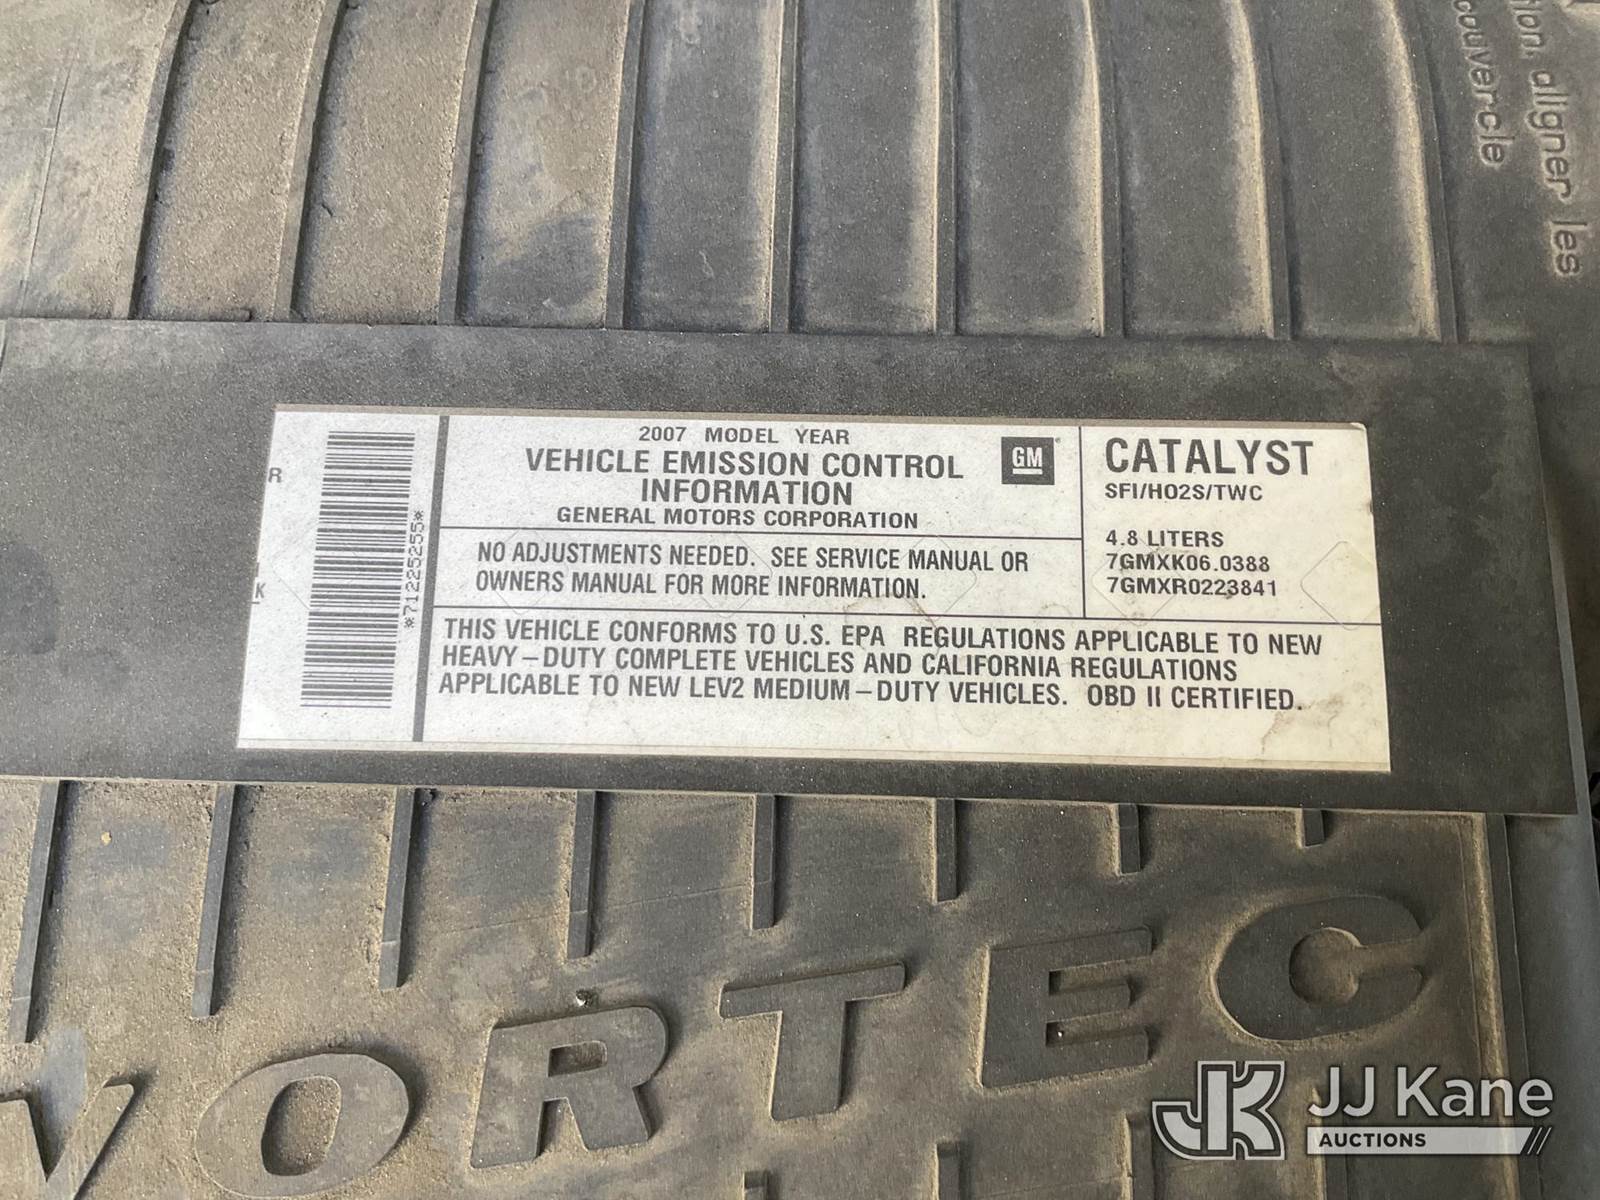 tion, aligner les
couvercle
R
K
*71225255*
2007 MODEL YEAR
VEHICLE EMISSION CONTROL
INFORMATION
GENERAL MOTORS CORPORATION
GM
NO ADJUSTMENTS NEEDED. SEE SERVICE MANUAL OR
OWNERS MANUAL FOR MORE INFORMATION.
CATALYST
SFI/HO2S/TWC
4.8 LITERS
7GMXK06.0388
7GMXR0223841
THIS VEHICLE CONFORMS TO U.S. EPA REGULATIONS APPLICABLE TO NEW
HEAVY-DUTY COMPLETE VEHICLES AND CALIFORNIA REGULATIONS
APPLICABLE TO NEW LEV2 MEDIUM-DUTY VEHICLES. OBD II CERTIFIED.
VORTEC
JK
JJ Kane
AUCTIONS